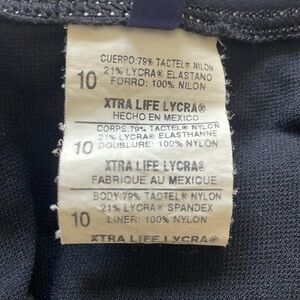 CUERPO:79% TACTEL® NILON
21% LYCRA® ELASTANO
10 FORRO: 100% NILON
XTRA LIFE LYCRA®
HECHO EN MEXICO
CORPS:79% TACTEL® NYLON
21% LYCRA® ELASTHANNE
10 DOUBLURE: 100% NYLON
XTRA LIFE LYCRA®
FABRIQUE AU MEXIQUE
BODY:79% TACTEL® NYLON
21% LYCRA® SPANDEX
10 LINER: 100% NYLON
XTRA LIFE LYCRA®